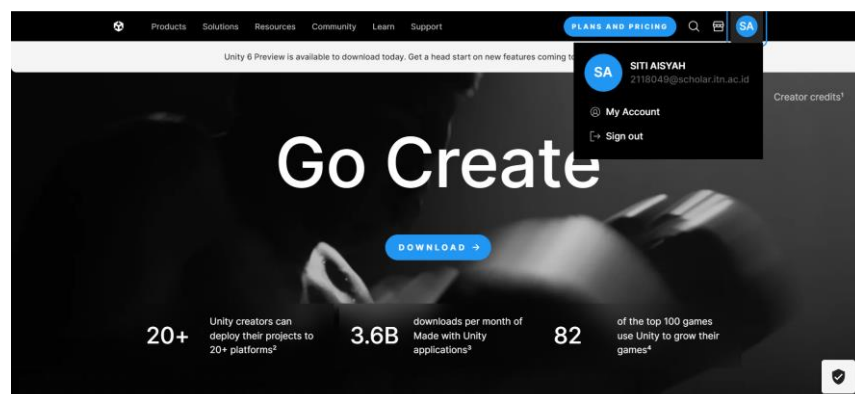 Products Solutions Resources Community Learn Support PLANS AND PRICING SA
Unity 6 Preview is available to download today. Get a head start on new features coming to
SA
SITI AISYAH
2118049@scholar.itn.ac.id
My Account
Sign out
Creator credits¹
Go Create
DOWNLOAD →
20+
Unity creators can
deploy their projects to
20+ platforms²
3.6B
downloads per month of
Made with Unity
applications³
82
of the top 100 games
use Unity to grow their
games⁴